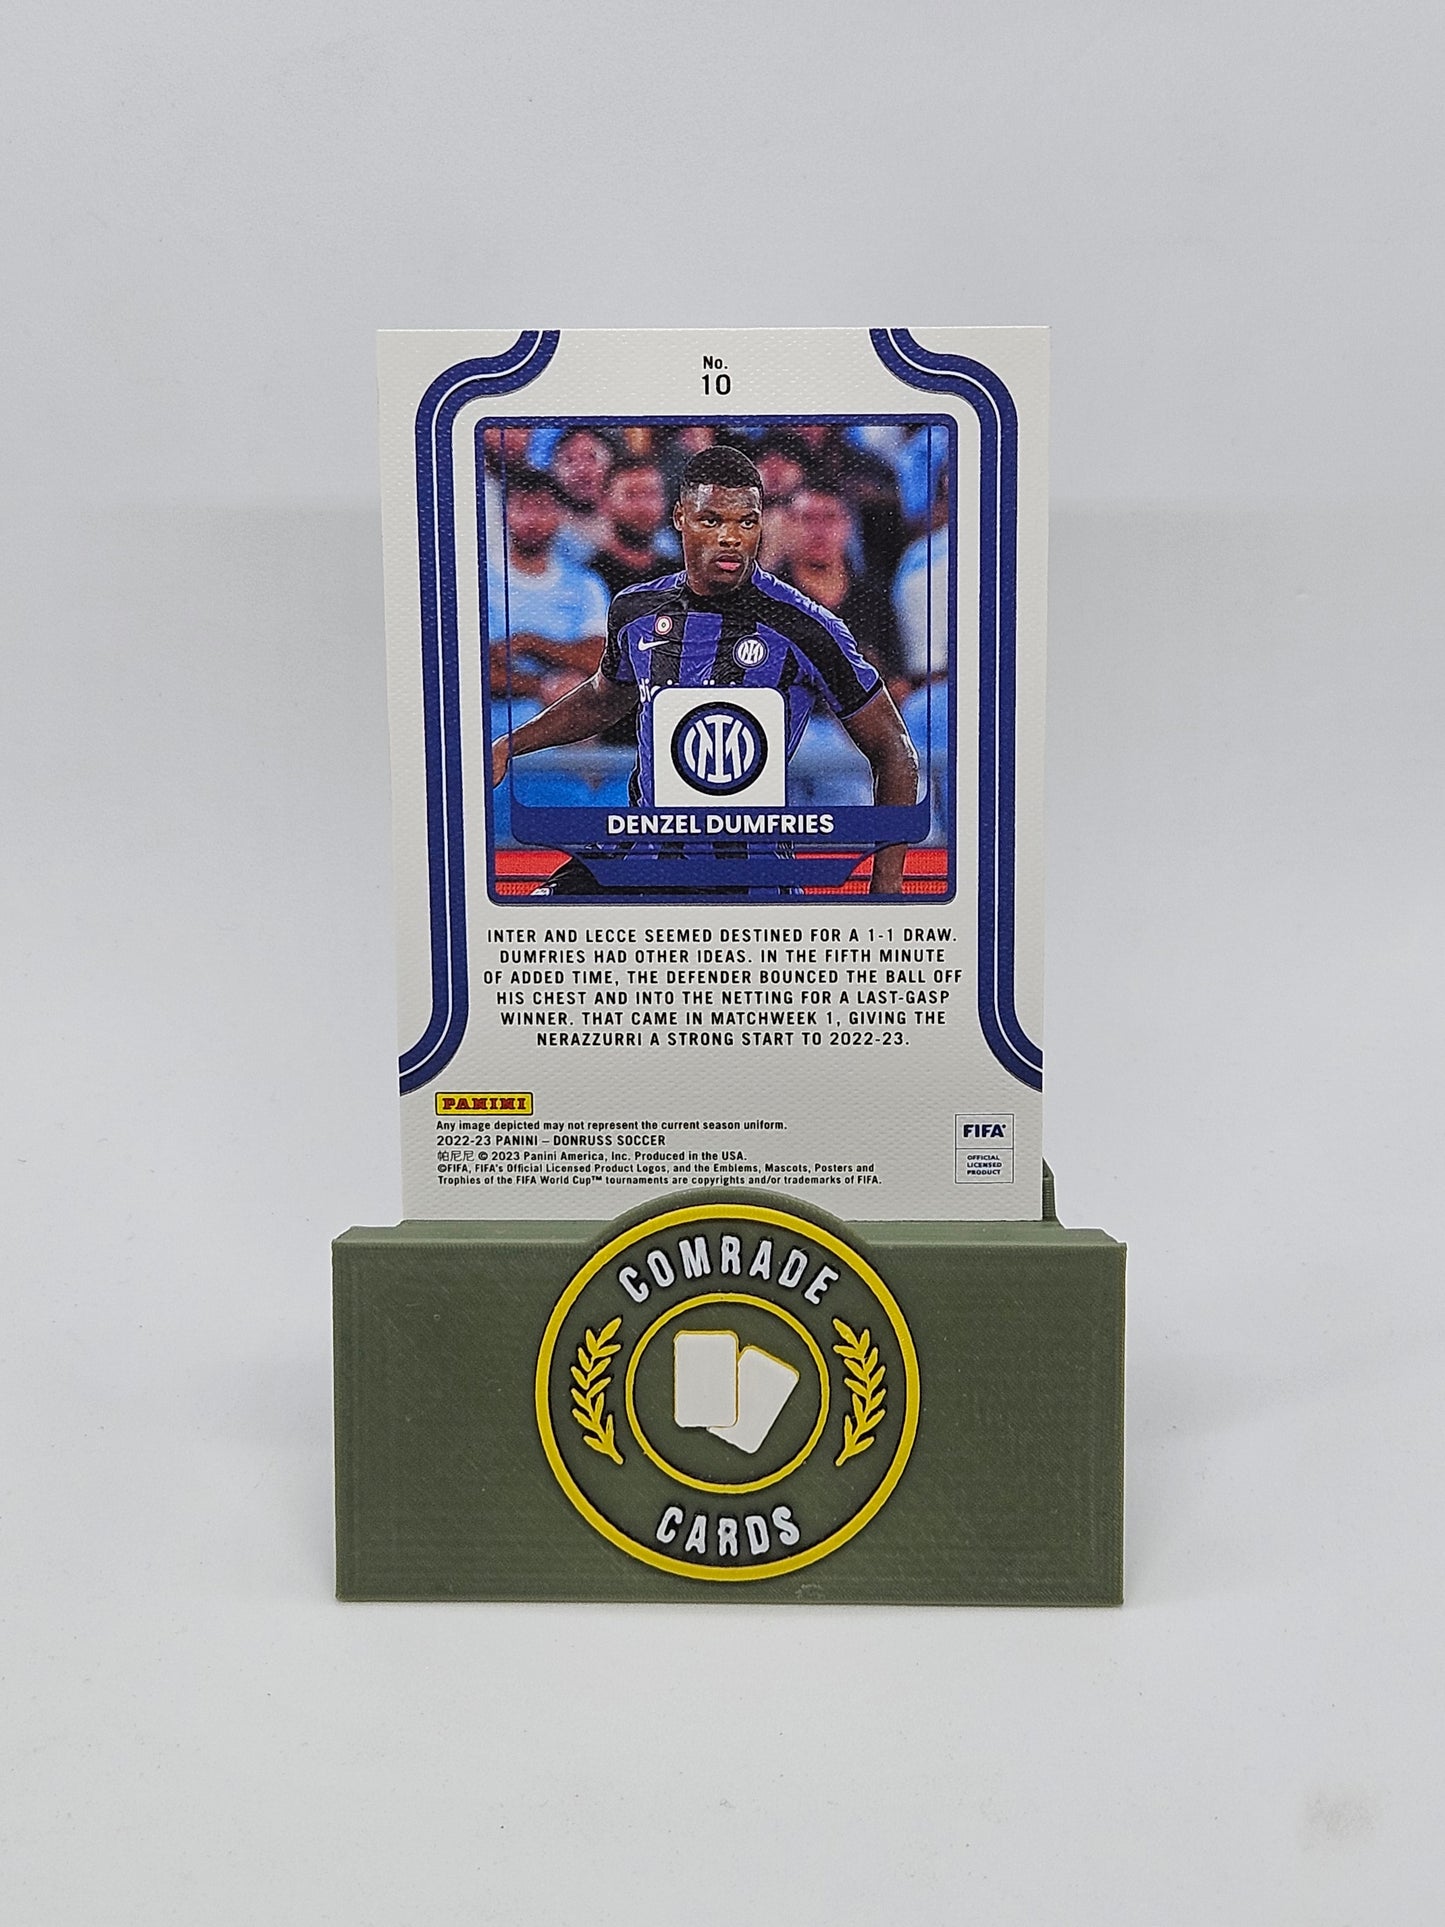 No.
10
DENZEL DUMFRIES
INTER AND LECCE SEEMED DESTINED FOR A 1-1 DRAW.
DUMFRIES HAD OTHER IDEAS. IN THE FIFTH MINUTE
OF ADDED TIME, THE DEFENDER BOUNCED THE BALL OFF
HIS CHEST AND INTO THE NETTING FOR A LAST-GASP
WINNER. THAT CAME IN MATCHWEEK 1, GIVING THE
NERAZZURRI A STRONG START TO 2022-23.
PANINI
Any image depicted may not represent the current season uniform.
2022-23 PANINI – DONRUSS SOCCER
帕尼尼 © 2023 Panini America, Inc. Produced in the USA.
©FIFA, FIFA's Official Licensed Product Logos, and the Emblems, Mascots, Posters and
Trophies of the FIFA World Cup™ tournaments are copyrights and/or trademarks of FIFA.
FIFA
OFFICIAL
LICENSED
PRODUCT
COMRADE
CARDS